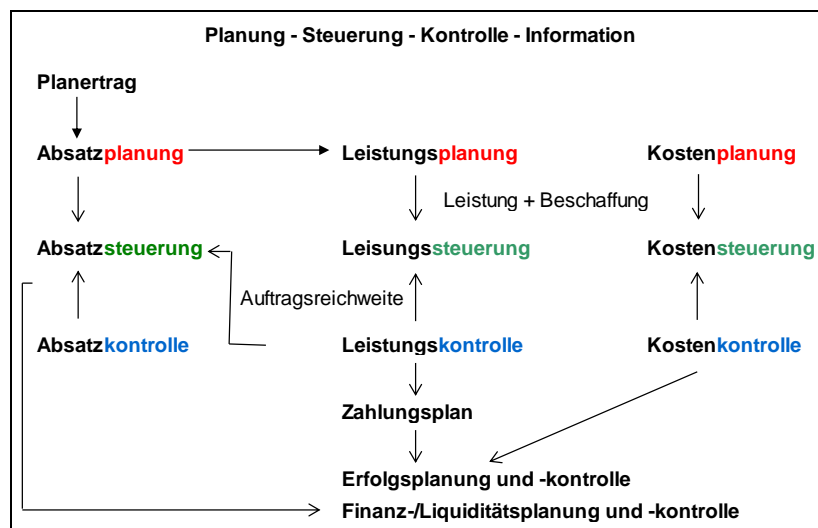 Planung - Steuerung - Kontrolle - Information
Planertrag
Absatzplanung Leistungsplanung Kostenplanung
Leistung + Beschaffung
Absatzsteuerung Leisungssteuerung Kostensteuerung
Auftragsreichweite
Absatzkontrolle Leistungskontrolle Kostenkontrolle
Zahlungsplan
Erfolgsplanung und -kontrolle
Finanz-/Liquiditätsplanung und -kontrolle